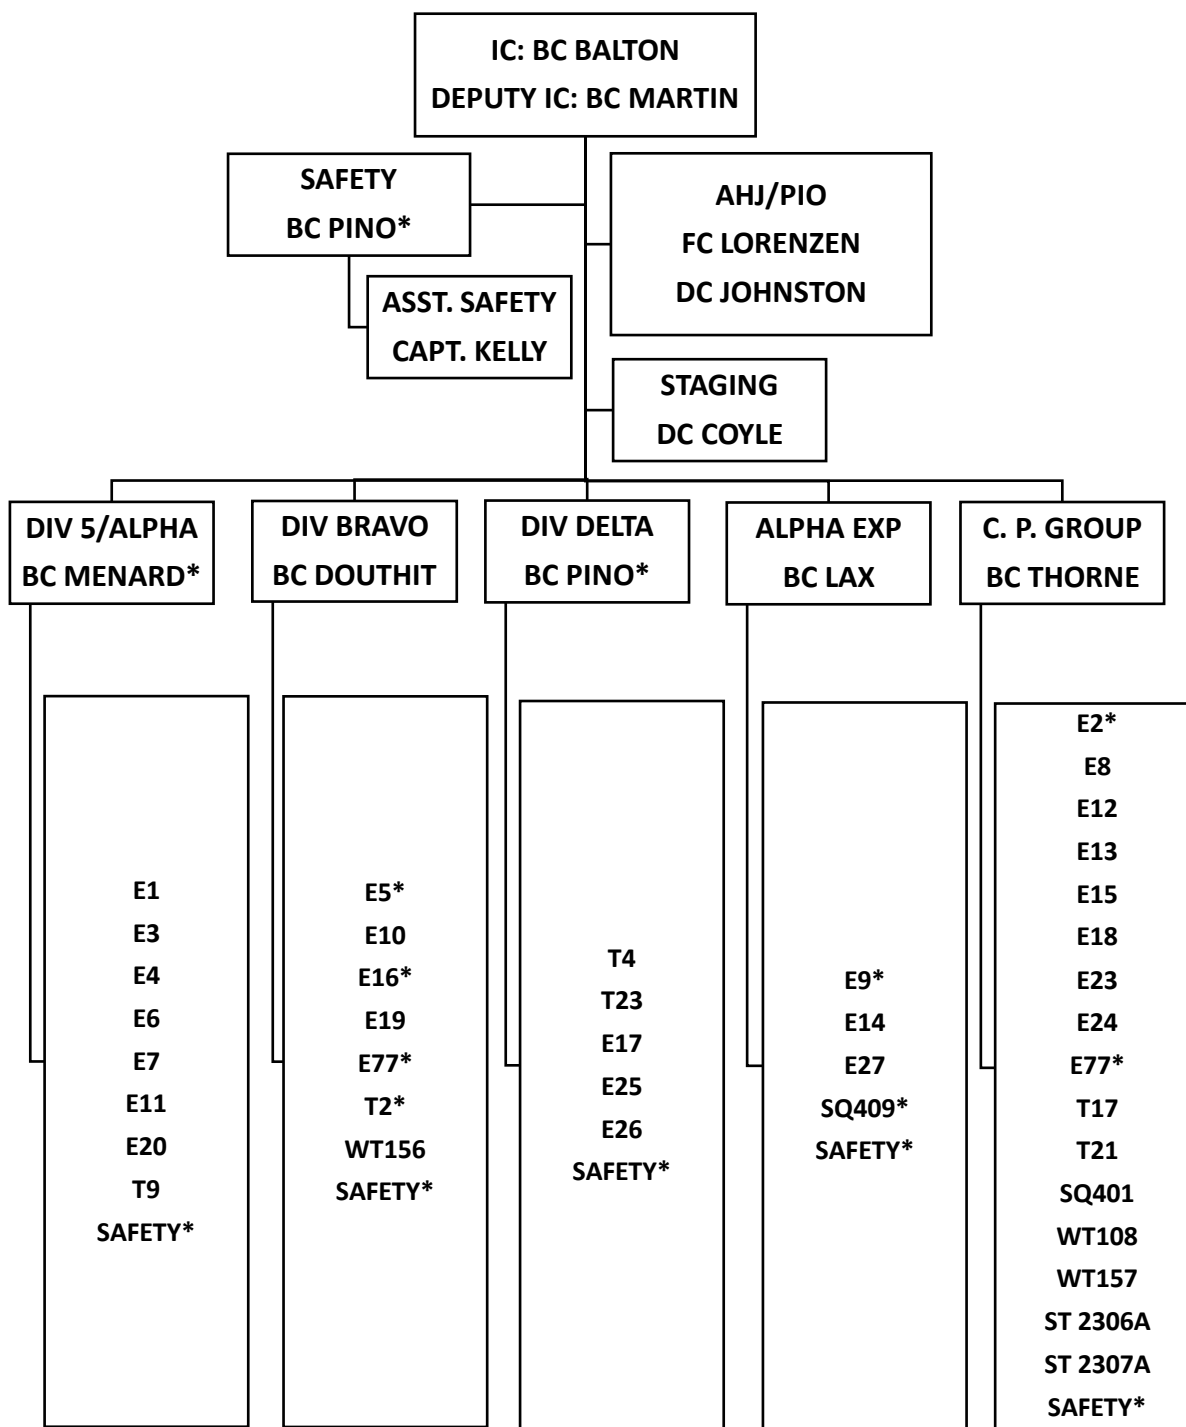 IC: BC BALTON
DEPUTY IC: BC MARTIN
SAFETY
BC PINO*
AHJ/PIO
FC LORENZEN
DC JOHNSTON
ASST. SAFETY
CAPT. KELLY
STAGING
DC COYLE
DIV 5/ALPHA
BC MENARD*
DIV BRAVO
BC DOUTHIT
DIV DELTA
BC PINO*
ALPHA EXP
BC LAX
C. P. GROUP
BC THORNE
E1
E3
E4
E6
E7
E11
E20
T9
SAFETY*
E5*
E10
E16*
E19
E77*
T2*
WT156
SAFETY*
T4
T23
E17
E25
E26
SAFETY*
E9*
E14
E27
SQ409*
SAFETY*
E2*
E8
E12
E13
E15
E18
E23
E24
E77*
T17
T21
SQ401
WT108
WT157
ST 2306A
ST 2307A
SAFETY*